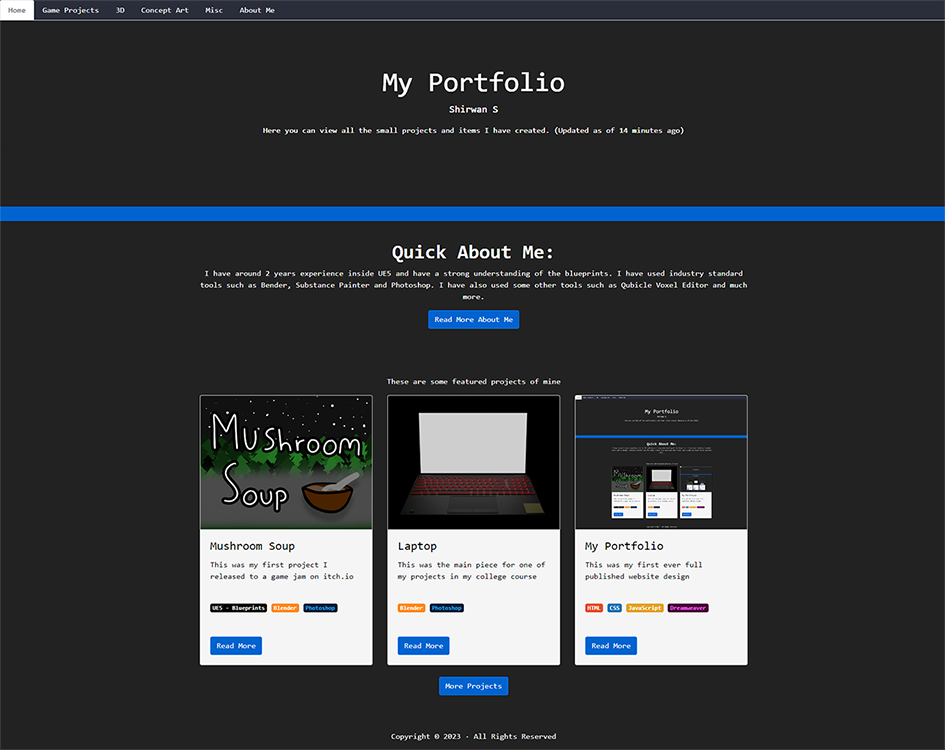 Home Game Projects 3D Concept Art Misc About Me
My Portfolio
Shirwan S
Here you can view all the small projects and items I have created. (Updated as of 14 minutes ago)
Quick About Me:
I have around 2 years experience inside UE5 and have a strong understanding of the blueprints. I have used industry standard
tools such as Bender, Substance Painter and Photoshop. I have also used some other tools such as Qubicle Voxel Editor and much
more.
Read More About Me
These are some featured projects of mine
Mushroom
Soup
My Portfolio
Quick About Me:
Mushroom Soup
This was my first project I
released to a game jam on itch.io
UE5 - Blueprints Blender Photoshop
Read More
Laptop
This was the main piece for one of
my projects in my college course
Blender Photoshop
Read More
My Portfolio
This was my first ever full
published website design
HTML CSS JavaScript Dreamweaver
Read More
More Projects
Copyright © 2023 · All Rights Reserved